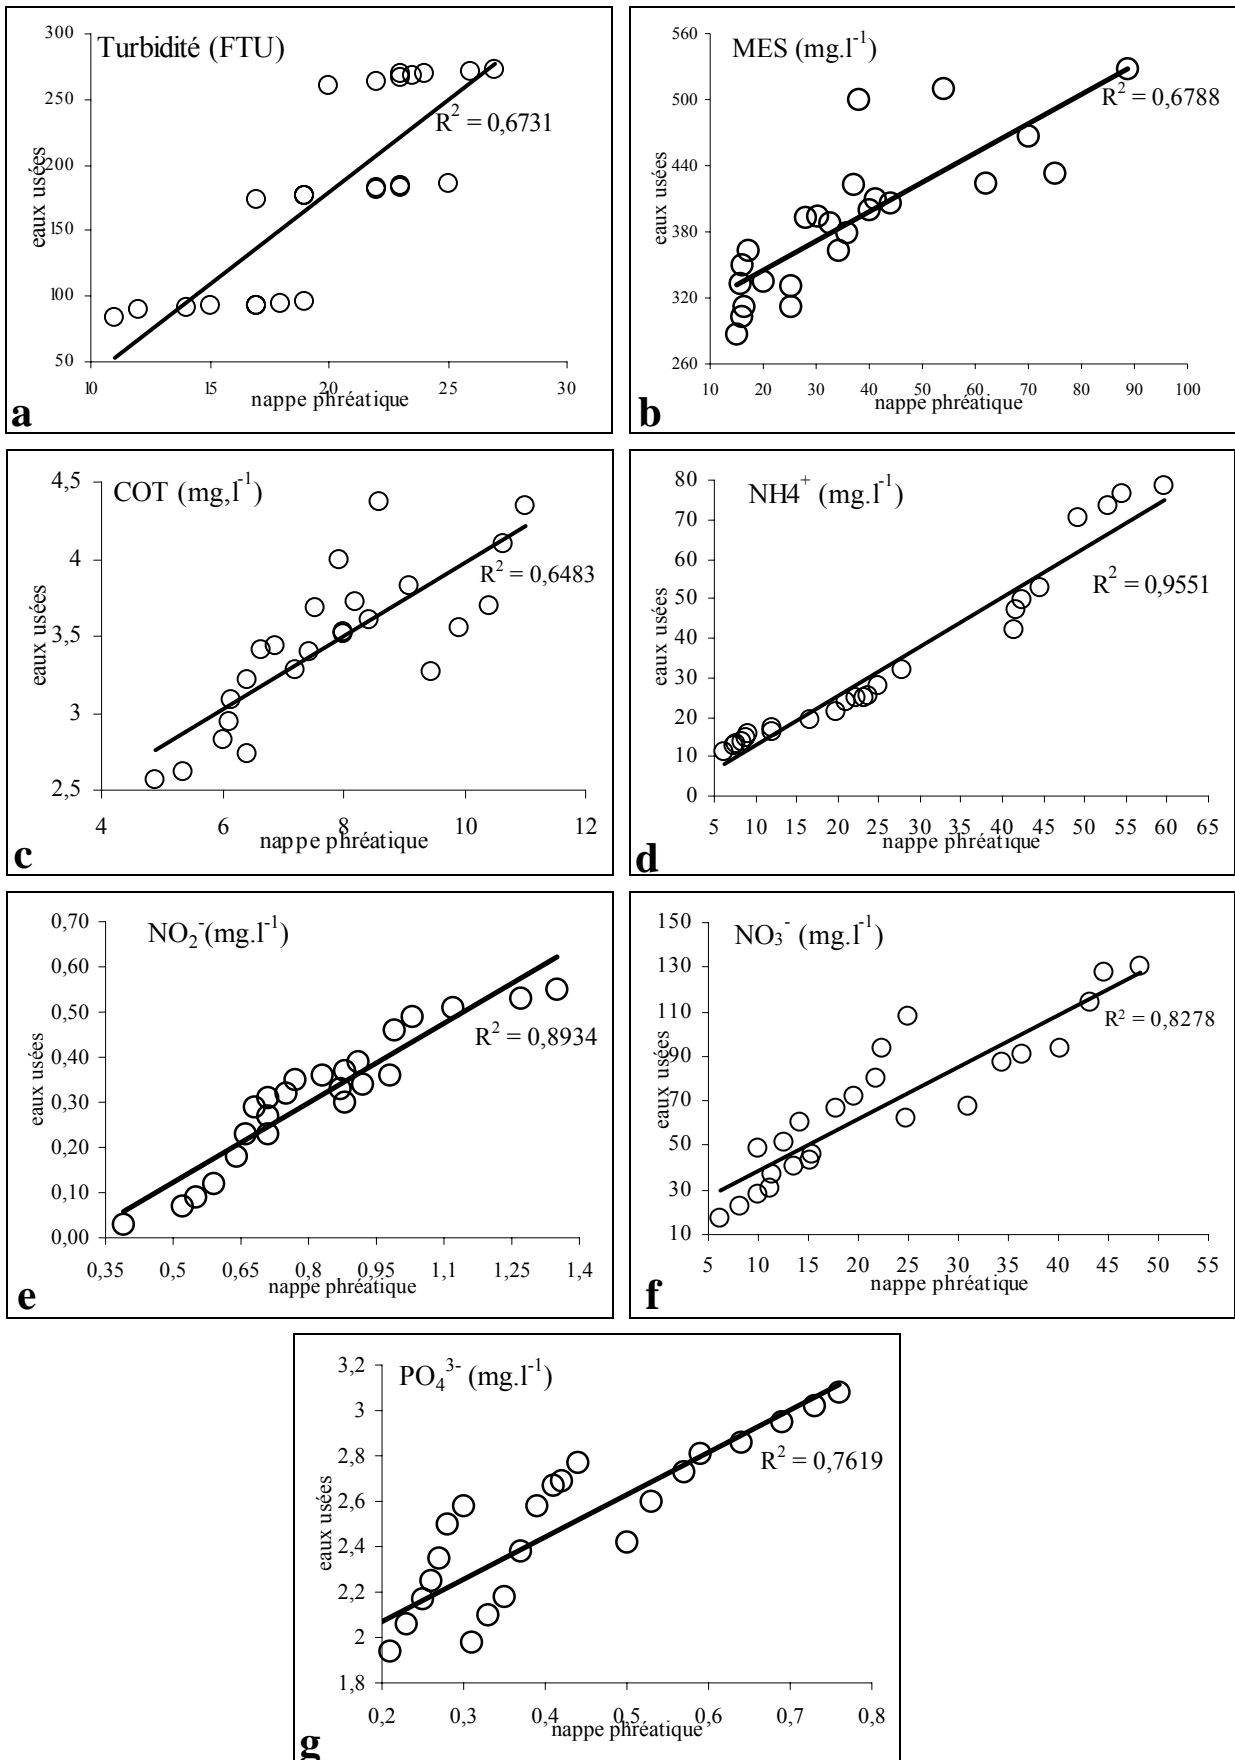 Turbidité (FTU)
300
250
200
150
100
50
eaux usées
R² = 0,6731
10 15 20 25 30
nappe phréatique
a
MES (mg.l⁻¹)
560
500
440
380
320
260
eaux usées
R² = 0,6788
10 20 30 40 50 60 70 80 90 100
nappe phréatique
b
COT (mg,l⁻¹)
4,5
4
3,5
3
2,5
eaux usées
R² = 0,6483
4 6 8 10 12
nappe phréatique
c
NH4⁺ (mg.l⁻¹)
80
70
60
50
40
30
20
10
0
eaux usées
R² = 0,9551
5 10 15 20 25 30 35 40 45 50 55 60 65
nappe phréatique
d
NO₂⁻(mg.l⁻¹)
0,70
0,60
0,50
0,40
0,30
0,20
0,10
0,00
eaux usées
R² = 0,8934
0,35 0,5 0,65 0,8 0,95 1,1 1,25 1,4
nappe phréatique
e
NO₃⁻ (mg.l⁻¹)
150
130
110
90
70
50
30
10
eaux usées
R² = 0,8278
5 10 15 20 25 30 35 40 45 50 55
nappe phréatique
f
PO₄³⁻ (mg.l⁻¹)
3,2
3
2,8
2,6
2,4
2,2
2
1,8
eaux usées
R² = 0,7619
0,2 0,3 0,4 0,5 0,6 0,7 0,8
nappe phréatique
g